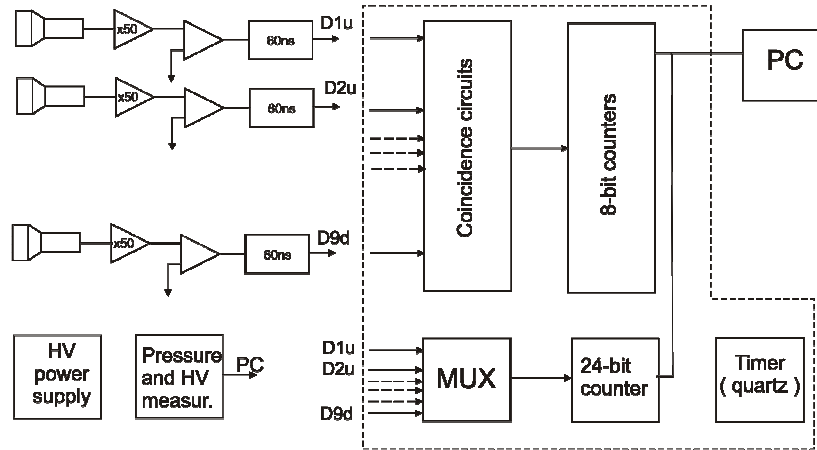 x50
60ns
D1u
x50
60ns
D2u
Coincidence circuits
8-bit counters
PC
x50
60ns
D9d
HV
power
supply
Pressure
and HV
measur.
PC
D1u
D2u
D9d
MUX
24-bit
counter
Timer
( quartz )